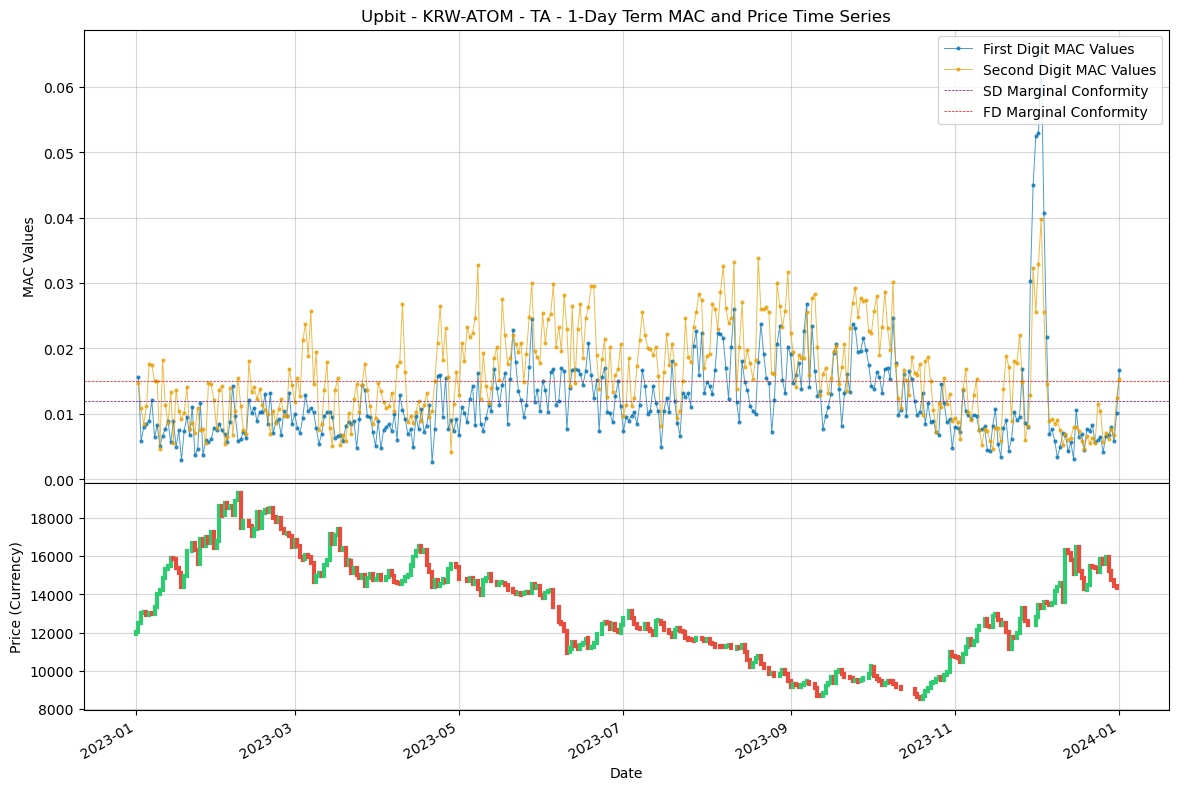 Upbit - KRW-ATOM - TA - 1-Day Term MAC and Price Time Series
First Digit MAC Values
Second Digit MAC Values
SD Marginal Conformity
FD Marginal Conformity
MAC Values
0.06
0.05
0.04
0.03
0.02
0.01
0.00
Price (Currency)
18000
16000
14000
12000
10000
8000
2023-01
2023-03
2023-05
2023-07
2023-09
2023-11
2024-01
Date